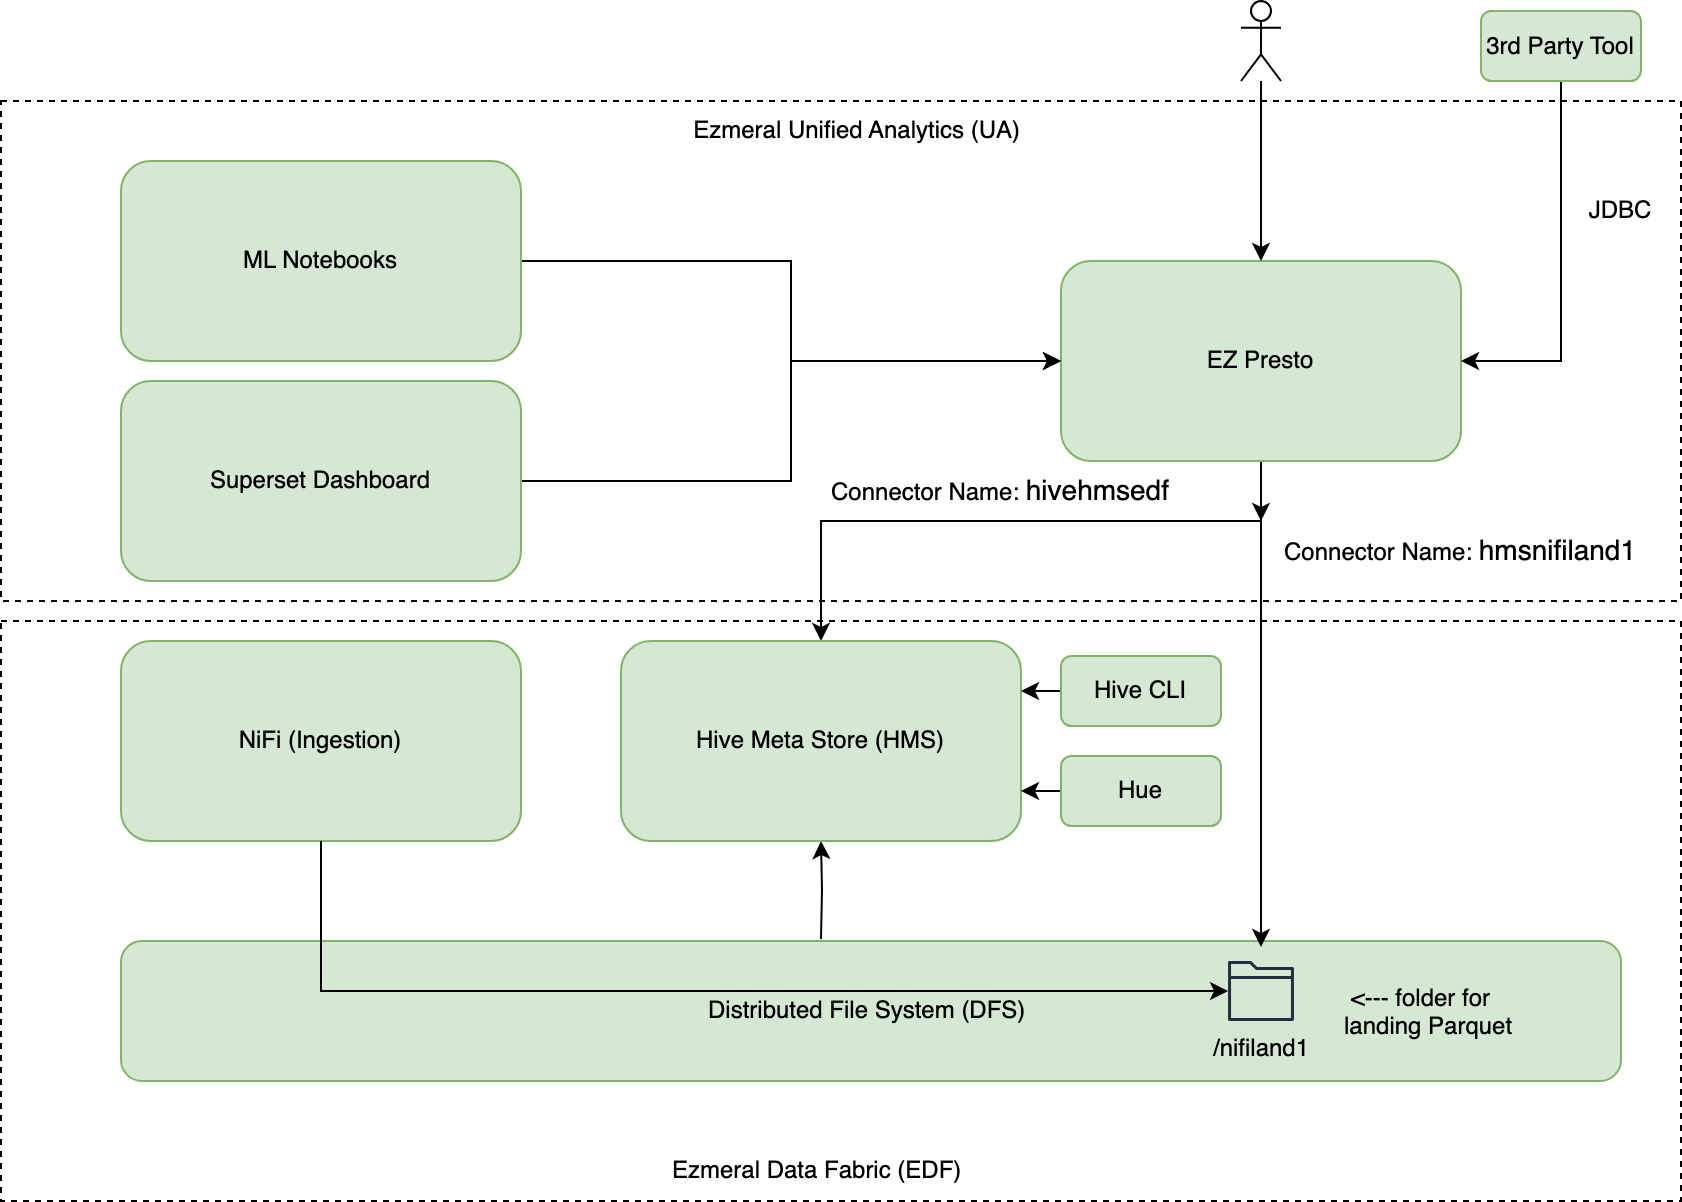 3rd Party Tool
Ezmeral Unified Analytics (UA)
JDBC
ML Notebooks
EZ Presto
Superset Dashboard
Connector Name: hivehmsedf
Connector Name: hmsnifiland1
NiFi (Ingestion)
Hive Meta Store (HMS)
Hive CLI
Hue
Distributed File System (DFS)
/nifiland1
<--- folder for
landing Parquet
Ezmeral Data Fabric (EDF)